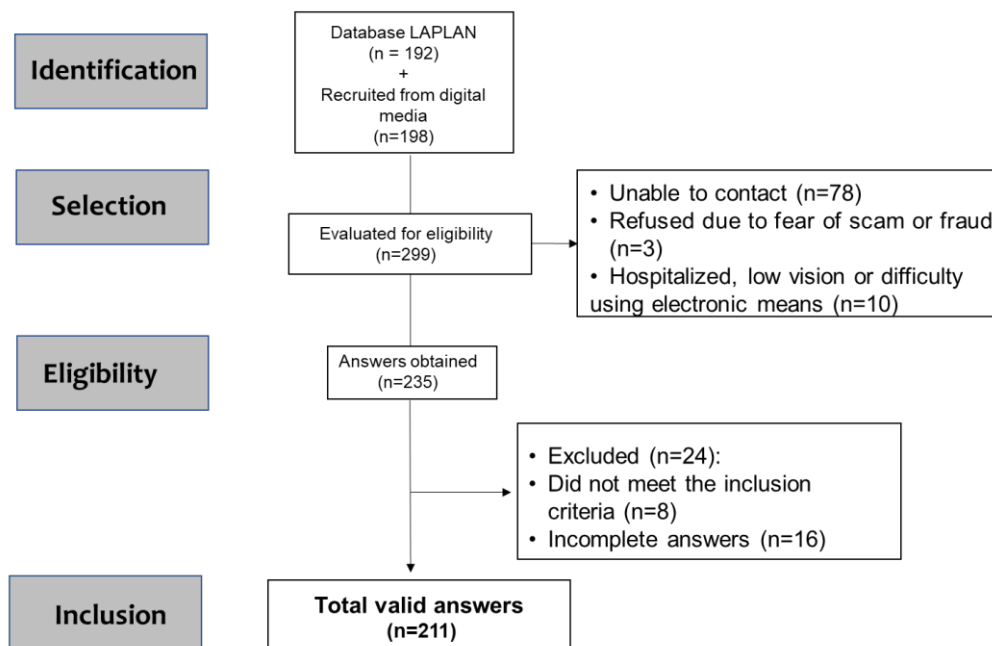 Identification
Database LAPLAN
(n = 192)
+
Recruited from digital
media
(n=198)
Selection
Evaluated for eligibility
(n=299)
• Unable to contact (n=78)
• Refused due to fear of scam or fraud
(n=3)
• Hospitalized, low vision or difficulty
using electronic means (n=10)
Eligibility
Answers obtained
(n=235)
• Excluded (n=24):
• Did not meet the inclusion
criteria (n=8)
• Incomplete answers (n=16)
Inclusion
Total valid answers
(n=211)